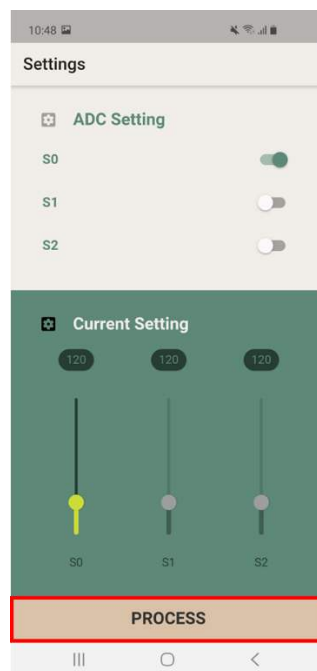 10:48
Settings
ADC Setting
S0
S1
S2
Current Setting
120 120 120
S0 S1 S2
PROCESS